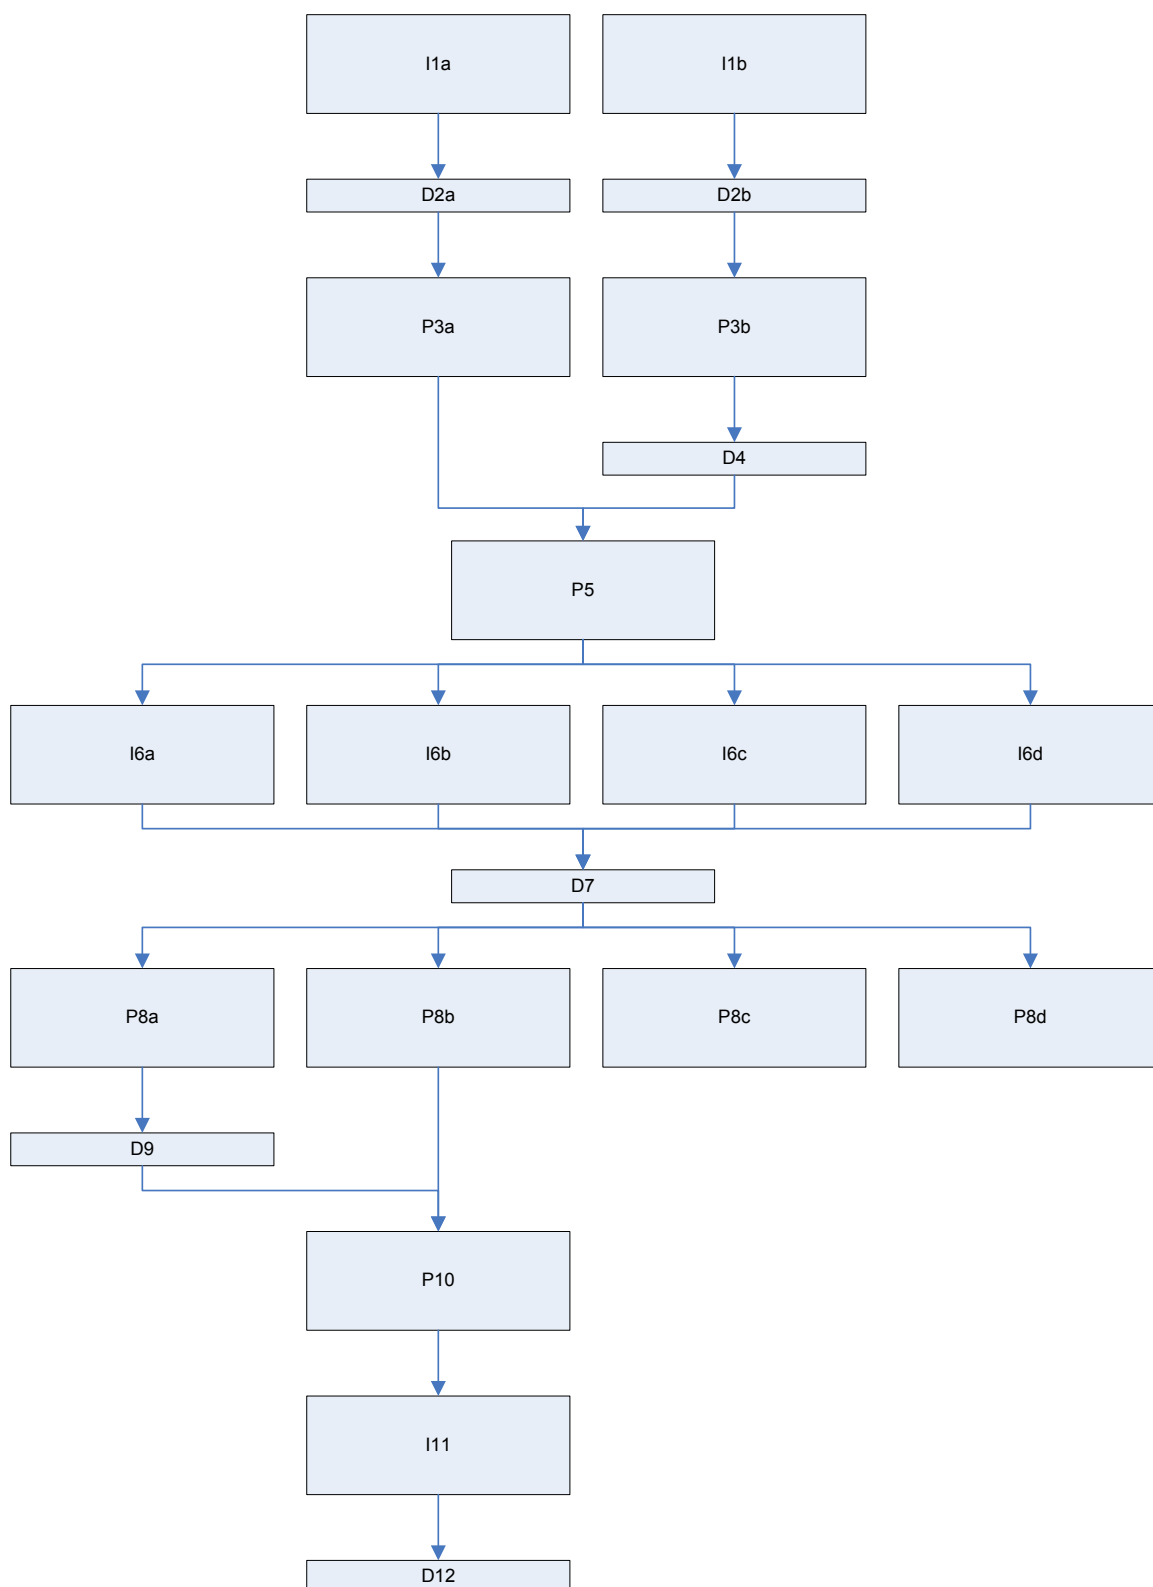 I1a
I1b
D2a
D2b
P3a
P3b
D4
P5
I6a
I6b
I6c
I6d
D7
P8a
P8b
P8c
P8d
D9
P10
I11
D12